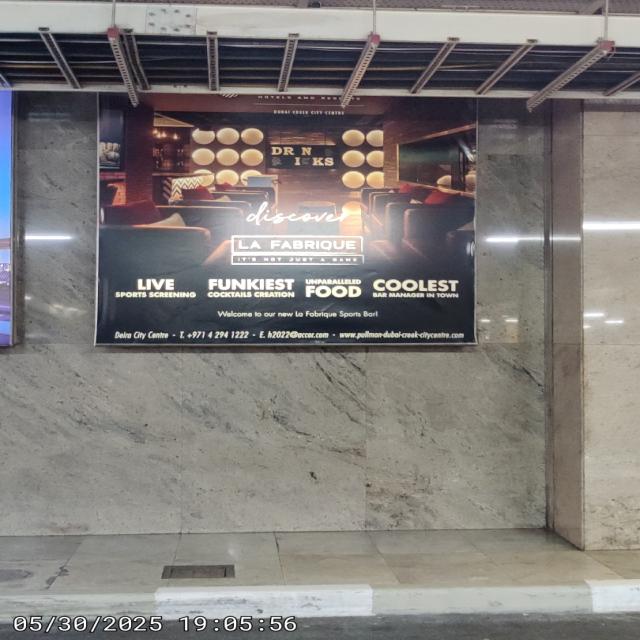 HOTELS AND RESORTS
DUBAI CREEK CITY CENTRE
DR N
I KS
discover
LA FABRIQUE
IT'S NOT JUST A GAME
LIVE
SPORTS SCREENING
FUNKIEST
COCKTAILS CREATION
UNPARALLELED
FOOD
COOLEST
BAR MANAGER IN TOWN
Welcome to our new La Fabrique Sports Bar!
Deira City Centre - T. +971 4 294 1222 - E. h2022@accor.com - www.pullman-dubai-creek-citycentre.com
05/30/2025 19:05:56